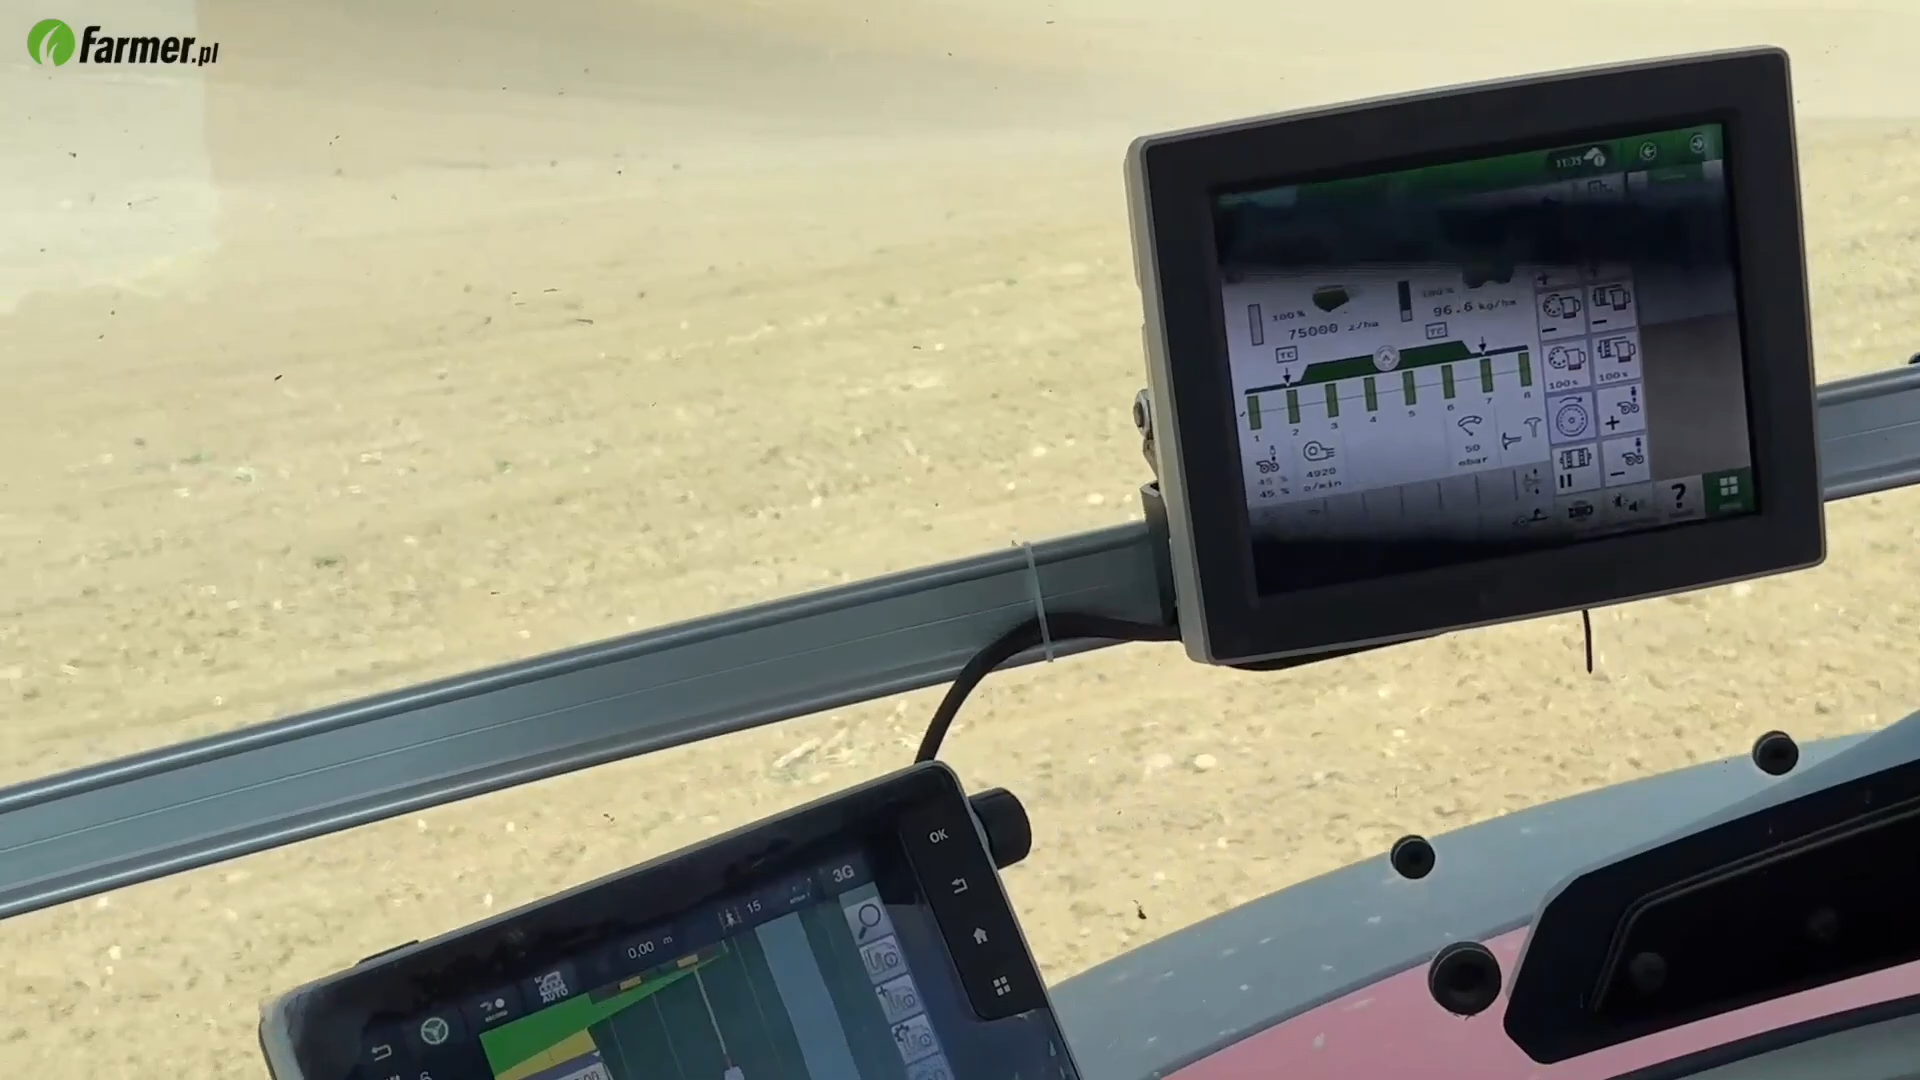 Farmer.pl
11:35
100% 100%
75000 z/ha 96.6 kg/ha
TC TC
A
1 2 3 4 5 6 7 8
100% 100%
45 %
45 %
4920
o/min
50
mbar
?
OK
3G
15
0,00 m
AUTO